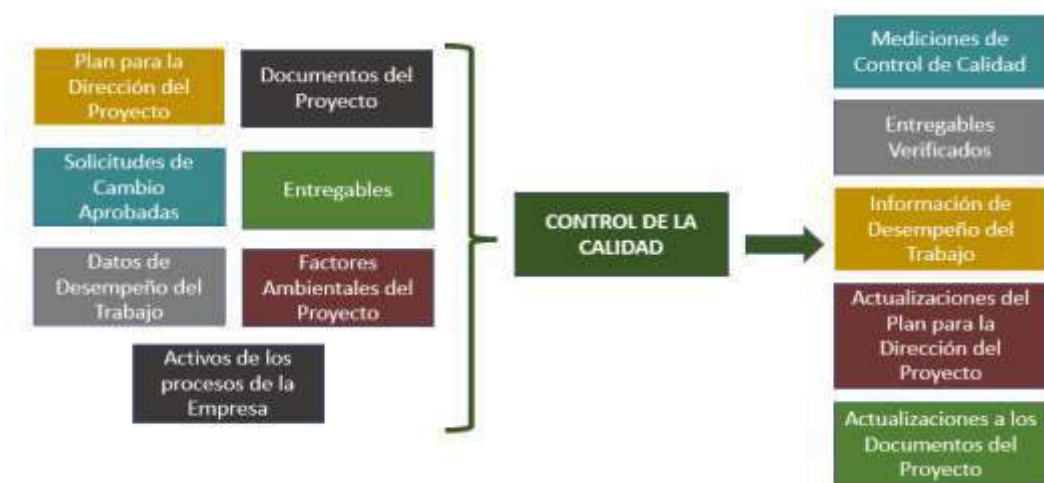 Plan para la
Dirección del
Proyecto
Documentos del
Proyecto
Solicitudes de
Cambio
Aprobadas
Entregables
Datos de
Desempeño del
Trabajo
Factores
Ambientales del
Proyecto
Activos de los
procesos de la
Empresa
CONTROL DE LA
CALIDAD
Mediciones de
Control de Calidad
Entregables
Verificados
Información de
Desempeño del
Trabajo
Actualizaciones del
Plan para la
Dirección del
Proyecto
Actualizaciones a los
Documentos del
Proyecto